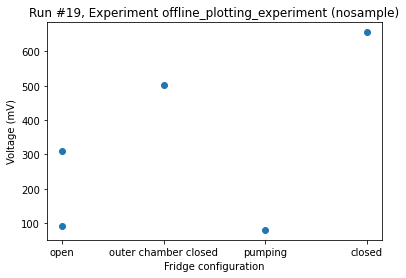 Run #19, Experiment offline_plotting_experiment (nosample)
Voltage (mV)
600
500
400
300
200
100
open
outer chamber closed
pumping
closed
Fridge configuration